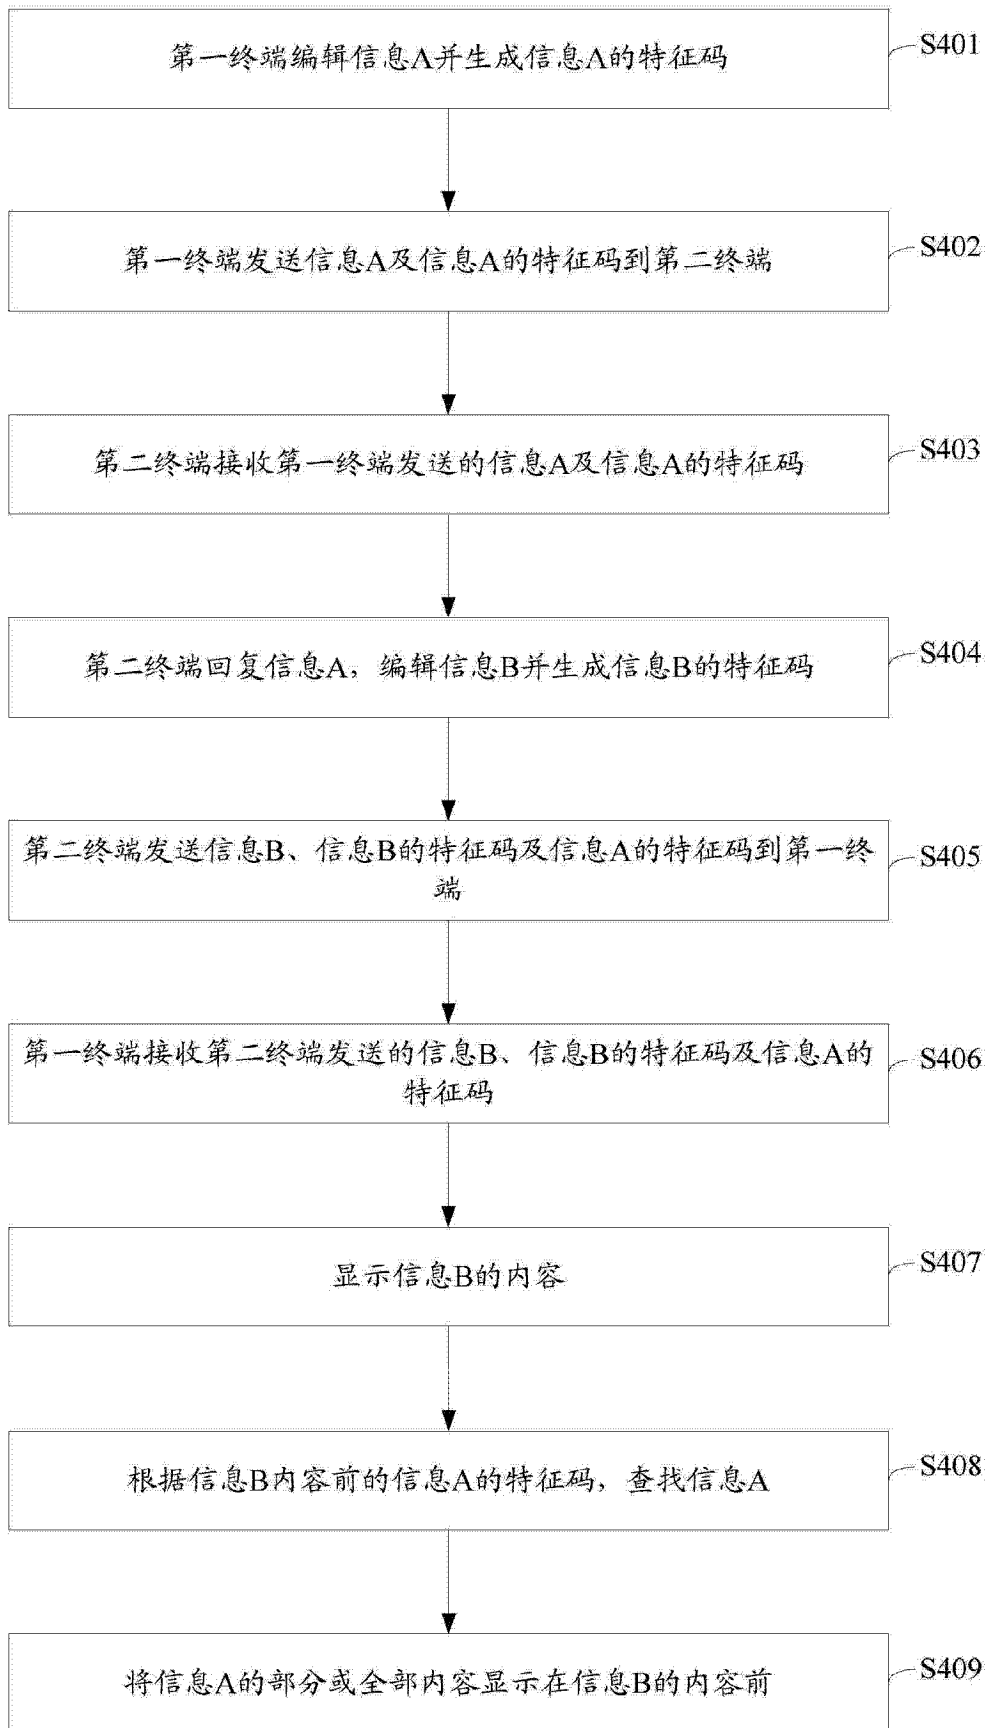 第一终端编辑信息A并生成信息A的特征码
S401
第一终端发送信息A及信息A的特征码到第二终端
S402
第二终端接收第一终端发送的信息A及信息A的特征码
S403
第二终端回复信息A，编辑信息B并生成信息B的特征码
S404
第二终端发送信息B、信息B的特征码及信息A的特征码到第一终
端
S405
第一终端接收第二终端发送的信息B、信息B的特征码及信息A的
特征码
S406
显示信息B的内容
S407
根据信息B内容前的信息A的特征码，查找信息A
S408
将信息A的部分或全部内容显示在信息B的内容前
S409